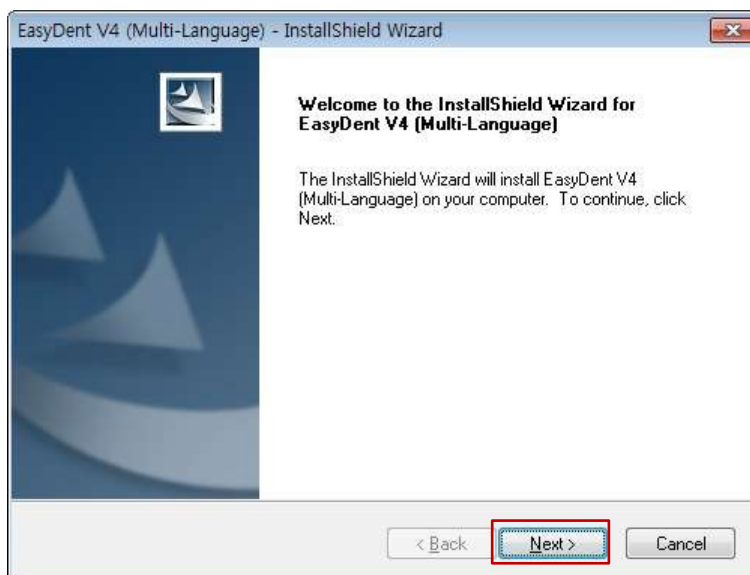 EasyDent V4 (Multi-Language) - InstallShield Wizard
Welcome to the InstallShield Wizard for
EasyDent V4 (Multi-Language)
The InstallShield Wizard will install EasyDent V4
(Multi-Language) on your computer. To continue, click
Next.
< Back Next > Cancel